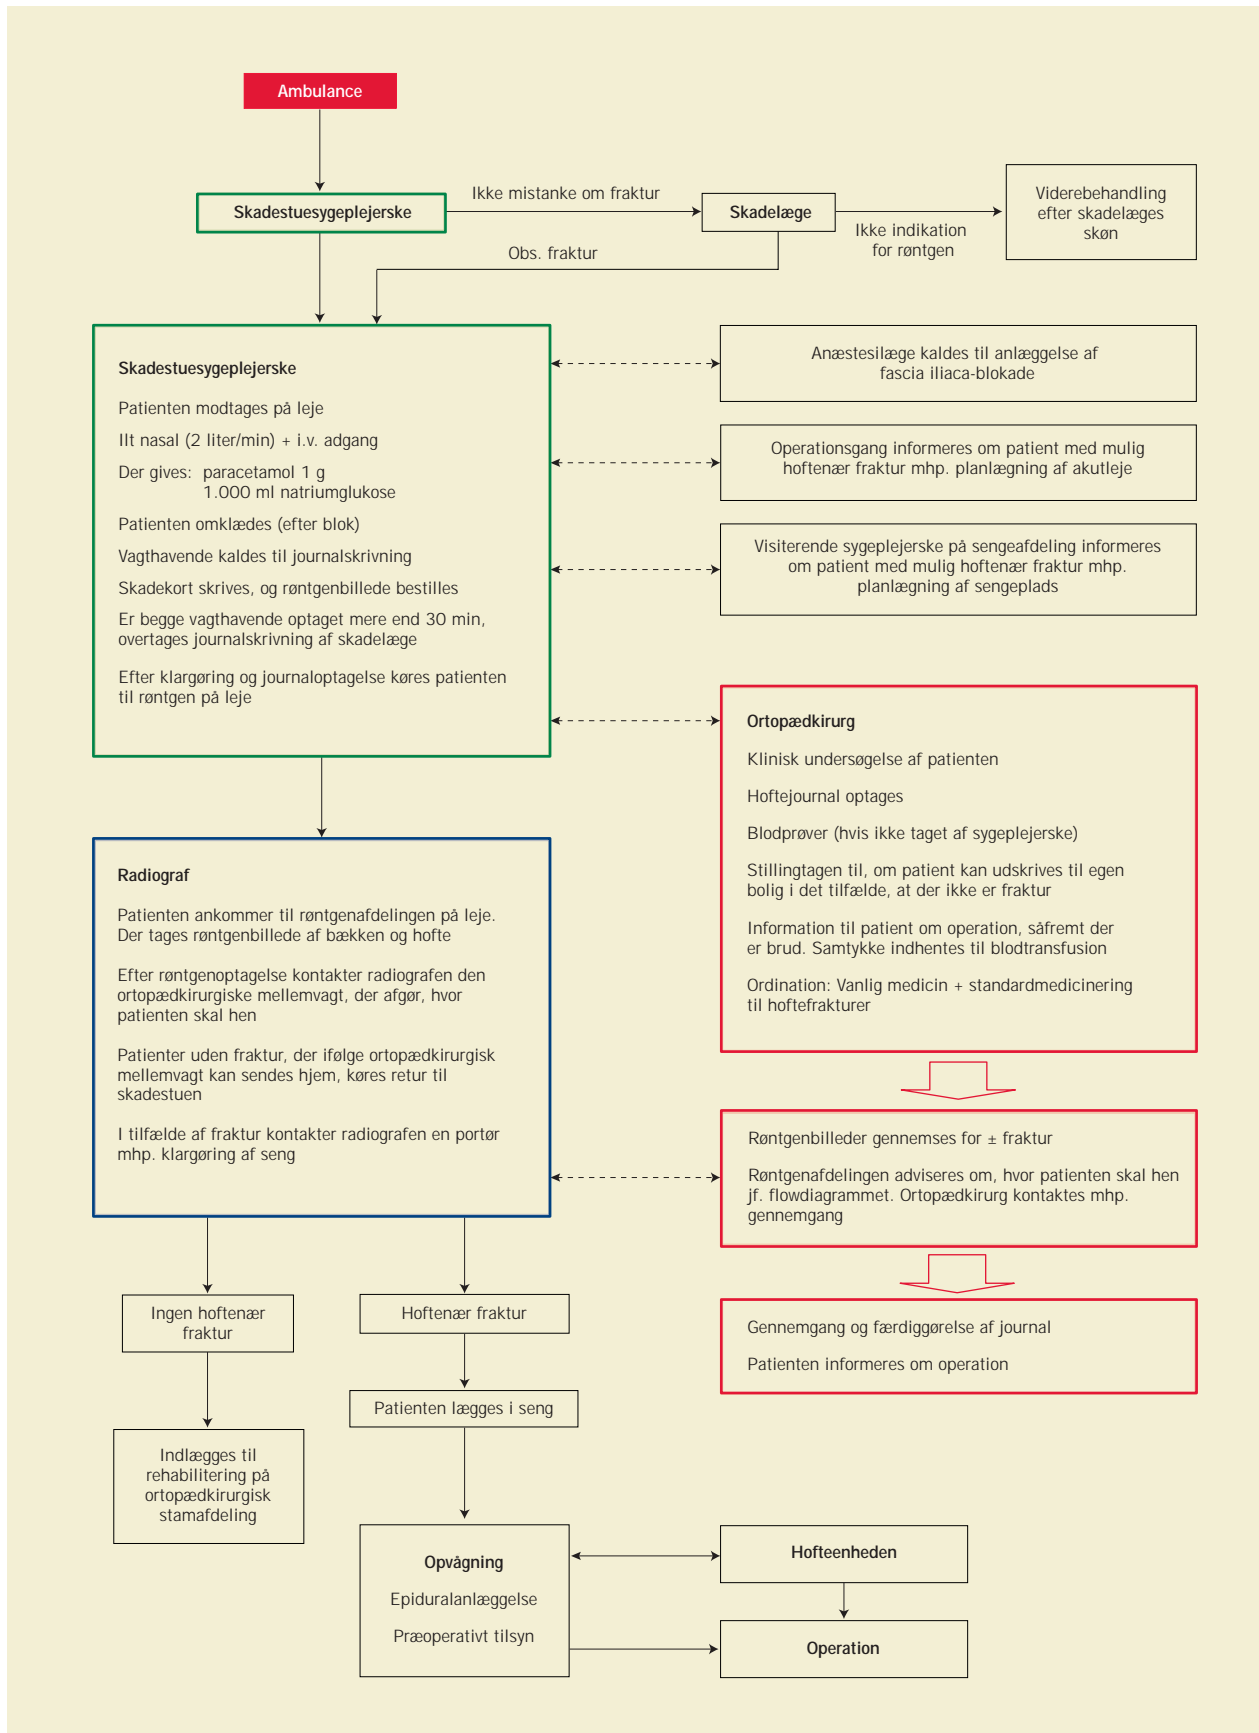 Ambulance
Skadestuesygeplejerske
Ikke mistanke om fraktur
Skadelæge
Ikke indikation
for røntgen
Viderebehandling
efter skadelæges
skøn
Obs. fraktur
Skadestuesygeplejerske
Patienten modtages på leje
Ilt nasal (2 liter/min) + i.v. adgang
Der gives: paracetamol 1 g
1.000 ml natriumglukose
Patienten omklædes (efter blok)
Vagthavende kaldes til journalskrivning
Skadekort skrives, og røntgenbillede bestilles
Er begge vagthavende optaget mere end 30 min,
overtages journalskrivning af skadelæge
Efter klargøring og journaloptagelse køres patienten
til røntgen på leje
Anæstesilæge kaldes til anlæggelse af
fascia iliaca-blokade
Operationsgang informeres om patient med mulig
hoftenær fraktur mhp. planlægning af akutleje
Visiterende sygeplejerske på sengeafdeling informeres
om patient med mulig hoftenær fraktur mhp.
planlægning af sengeplads
Ortopædkirurg
Klinisk undersøgelse af patienten
Hoftejournal optages
Blodprøver (hvis ikke taget af sygeplejerske)
Stillingtagen til, om patient kan udskrives til egen
bolig i det tilfælde, at der ikke er fraktur
Information til patient om operation, såfremt der
er brud. Samtykke indhentes til blodtransfusion
Ordination: Vanlig medicin + standardmedicinering
til hoftefrakturer
Radiograf
Patienten ankommer til røntgenafdelingen på leje.
Der tages røntgenbillede af bækken og hofte
Efter røntgenoptagelse kontakter radiografen den
ortopædkirurgiske mellemvagt, der afgør, hvor
patienten skal hen
Patienter uden fraktur, der ifølge ortopædkirurgisk
mellemvagt kan sendes hjem, køres retur til
skadestuen
I tilfælde af fraktur kontakter radiografen en portør
mhp. klargøring af seng
Røntgenbilleder gennemses for ± fraktur
Røntgenafdelingen adviseres om, hvor patienten skal hen
jf. flowdiagrammet. Ortopædkirurg kontaktes mhp.
gennemgang
Gennemgang og færdiggørelse af journal
Patienten informeres om operation
Ingen hoftenær
fraktur
Hoftenær fraktur
Patienten lægges i seng
Indlægges til
rehabilitering på
ortopædkirurgisk
stamafdeling
Opvågning
Epiduralanlæggelse
Præoperativt tilsyn
Hofteenheden
Operation